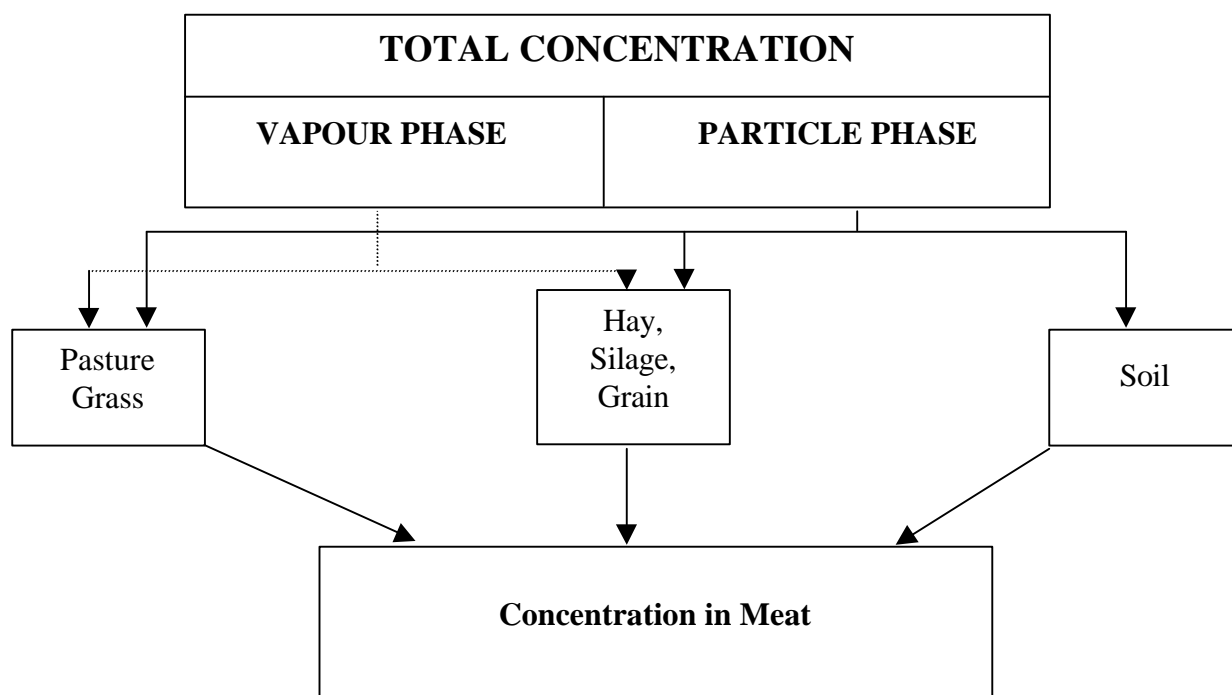 TOTAL CONCENTRATION
VAPOUR PHASE
PARTICLE PHASE
Pasture
Grass
Hay,
Silage,
Grain
Soil
Concentration in Meat